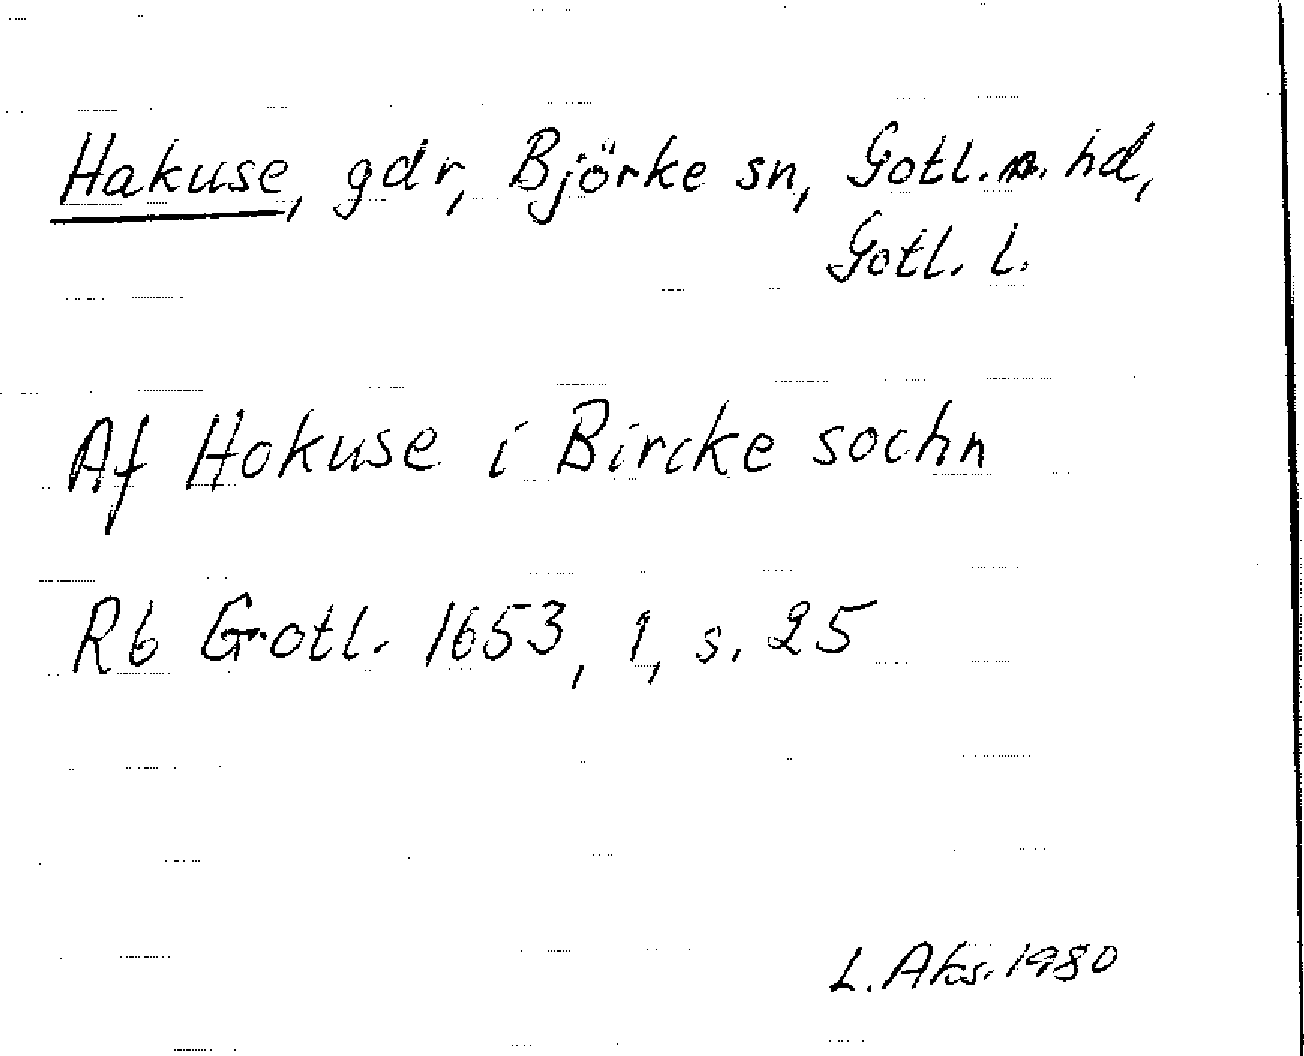 Hakuse, gdr, Björke sn, Gotl. n. hd,
Gotl. l.
Af Hokuse i Bircke sochn
Rb Gotl. 1653, 1, s. 25
L. Aks. 1980